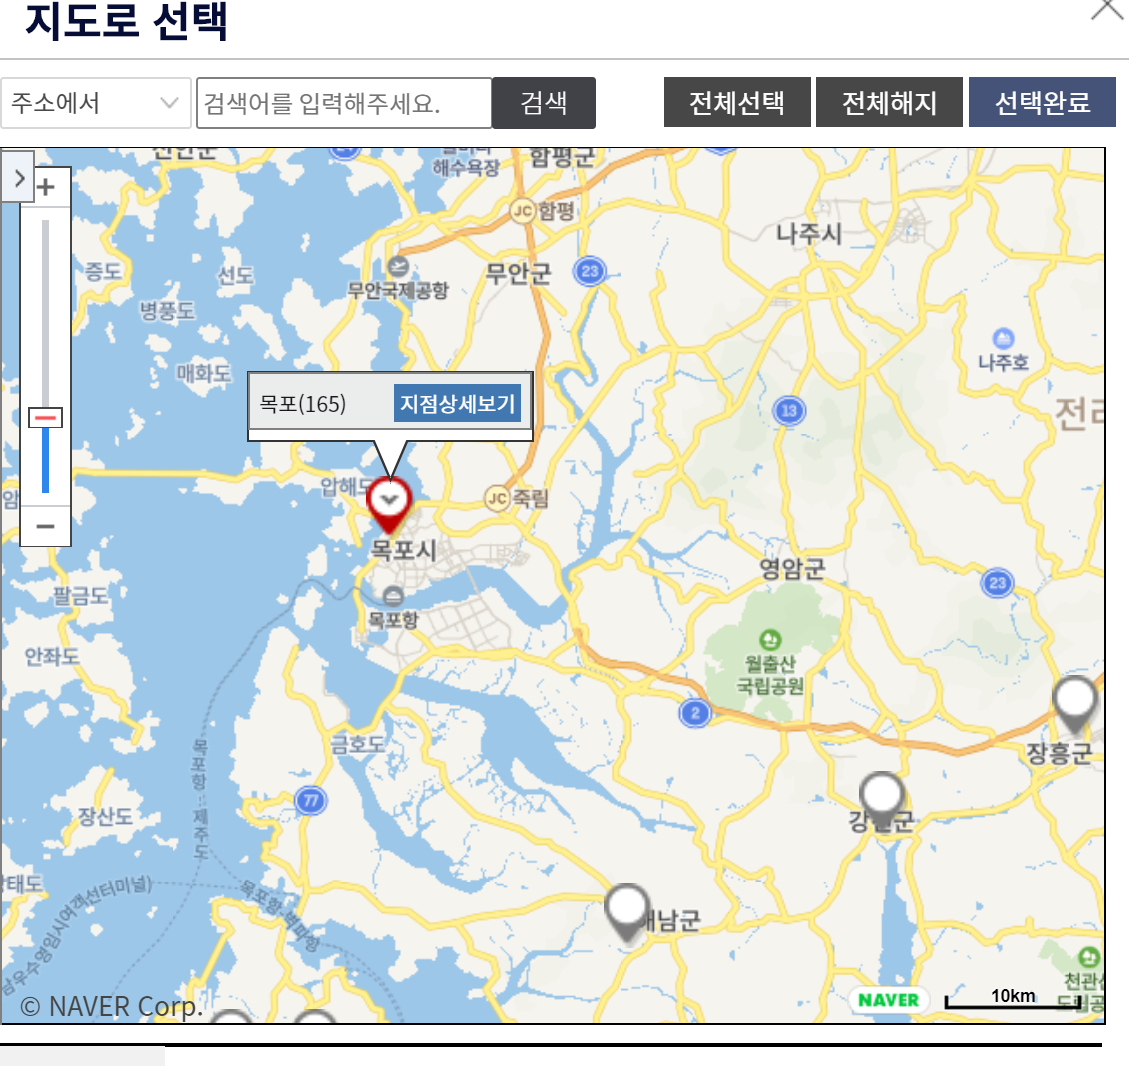 지도로 선택
주소에서
검색어를 입력해주세요.
검색
전체선택
전체해지
선택완료
함평군
해수욕장
JC 함평
나주시
증도
선도
무안국제공항
무안군
23
병풍도
나주호
매화도
목포(165)
지점상세보기
13
압해도
JC 죽림
목포시
영암군
23
팔금도
목포항
안좌도
월출산
국립공원
2
금호도
장흥군
목포항-제주도
77
장산도
해남군
NAVER
10km
© NAVER Corp.